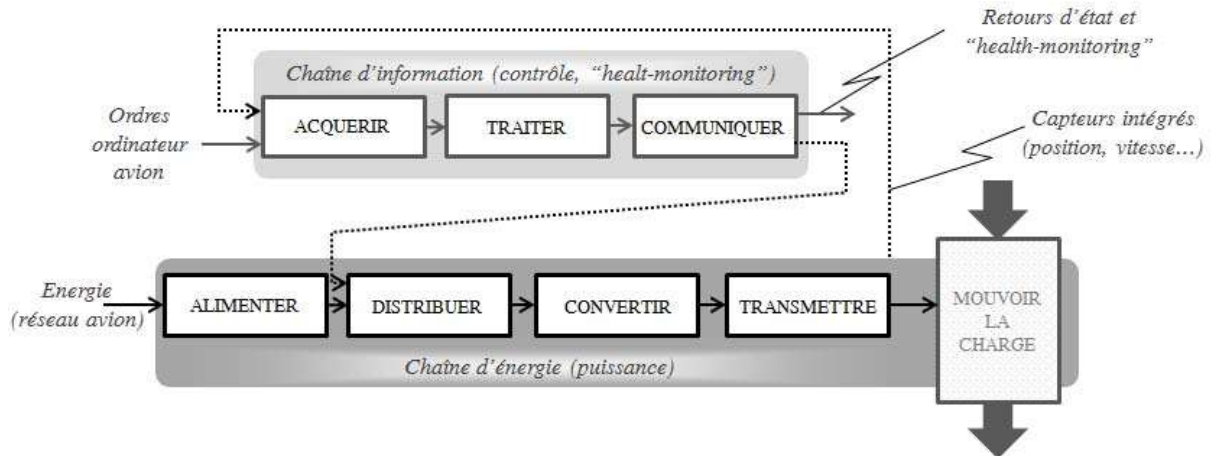 Retours d'état et
"health-monitoring"
Chaîne d'information (contrôle, "healt-monitoring")
Ordres
ordinateur
avion
ACQUERIR
TRAITER
COMMUNIQUER
Capteurs intégrés
(position, vitesse...)
Energie
(réseau avion)
ALIMENTER
DISTRIBUER
CONVERTIR
TRANSMETTRE
MOUVOIR
LA
CHARGE
Chaîne d'énergie (puissance)